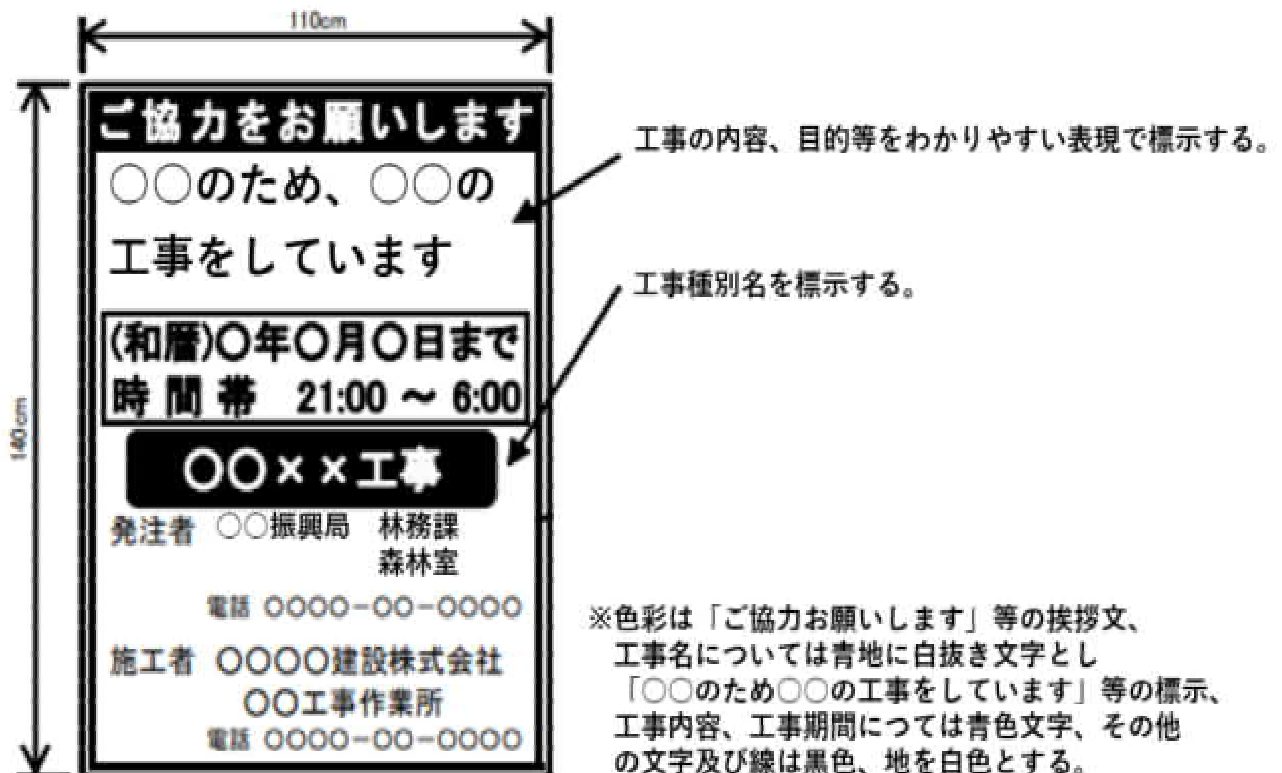 110cm
140cm
ご協力をお願いします
○○のため、○○の
工事をしています
(和暦)○年○月○日まで
時間帯 21:00 ～ 6:00
○○××工事
発注者 ○○振興局 林務課
森林室
電話 ○○○○-○○-○○○○
施工者 ○○○○建設株式会社
○○工事作業所
電話 ○○○○-○○-○○○○
工事の内容、目的等をわかりやすい表現で標示する。
工事種別名を標示する。
※色彩は「ご協力お願いします」等の挨拶文、
工事名については青地に白抜き文字とし
「○○のため○○の工事をしています」等の標示、
工事内容、工事期間につては青色文字、その他
の文字及び線は黒色、地を白色とする。